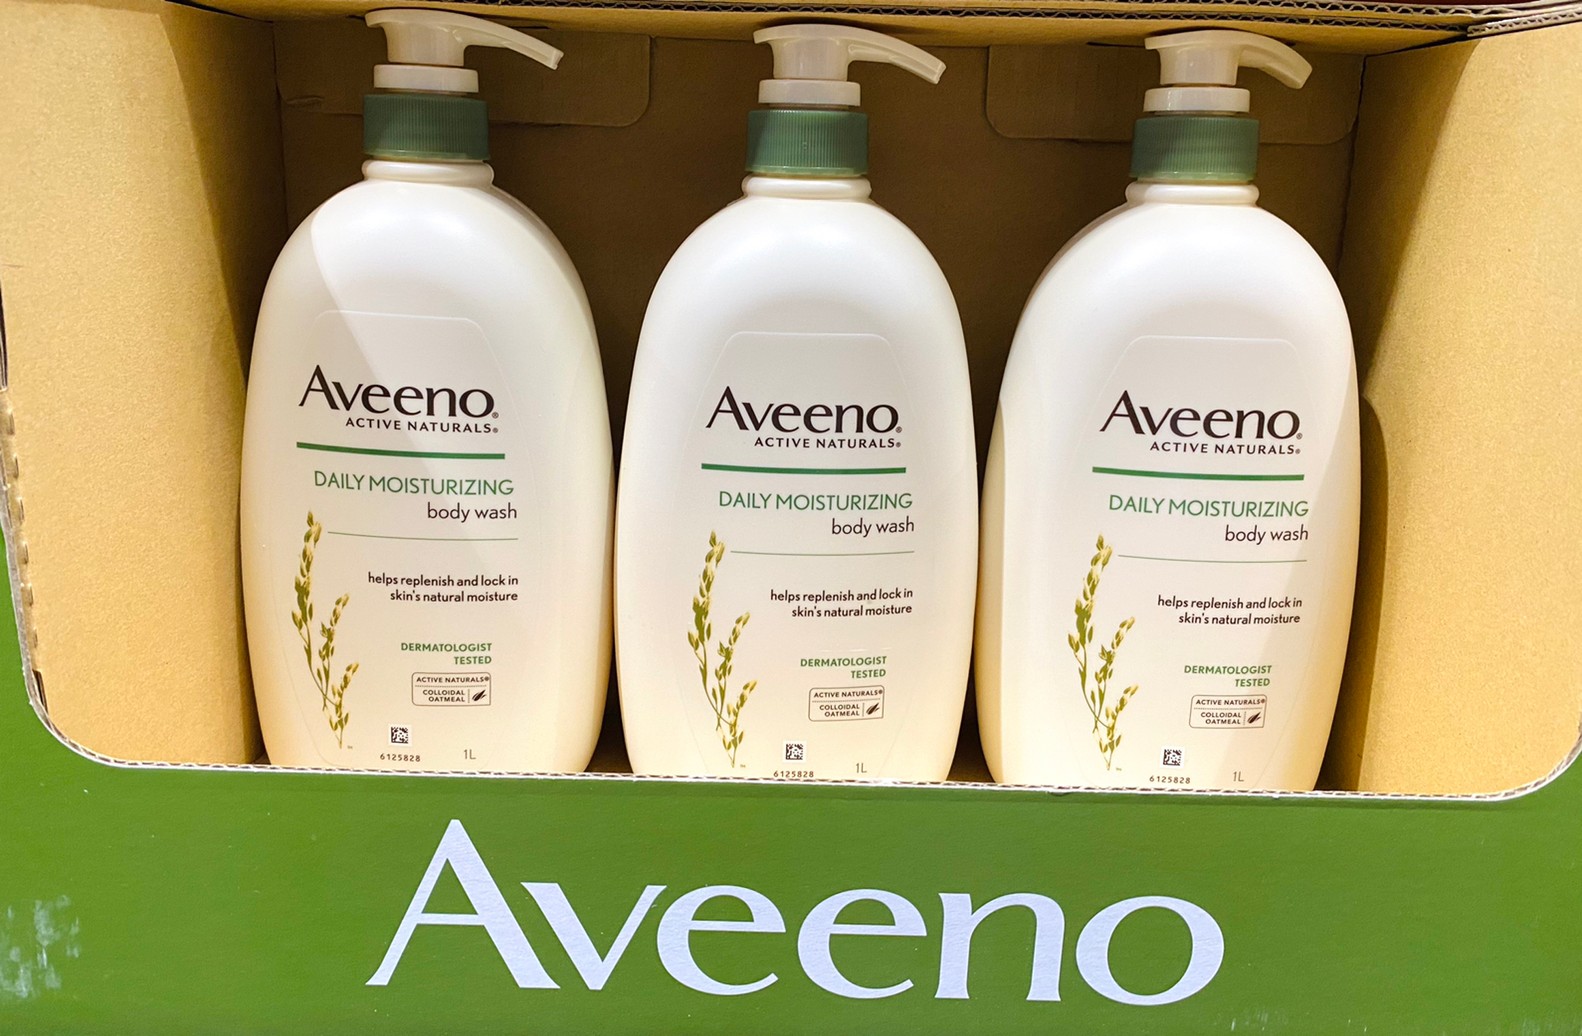 Aveeno®
ACTIVE NATURALS®
DAILY MOISTURIZING
body wash
helps replenish and lock in
skin's natural moisture
DERMATOLOGIST
TESTED
ACTIVE NATURALS®
COLLOIDAL
OATMEAL
6125828 1L
Aveeno®
ACTIVE NATURALS®
DAILY MOISTURIZING
body wash
helps replenish and lock in
skin's natural moisture
DERMATOLOGIST
TESTED
ACTIVE NATURALS®
COLLOIDAL
OATMEAL
6125828 1L
Aveeno®
ACTIVE NATURALS®
DAILY MOISTURIZING
body wash
helps replenish and lock in
skin's natural moisture
DERMATOLOGIST
TESTED
ACTIVE NATURALS®
COLLOIDAL
OATMEAL
6125828 1L
Aveeno